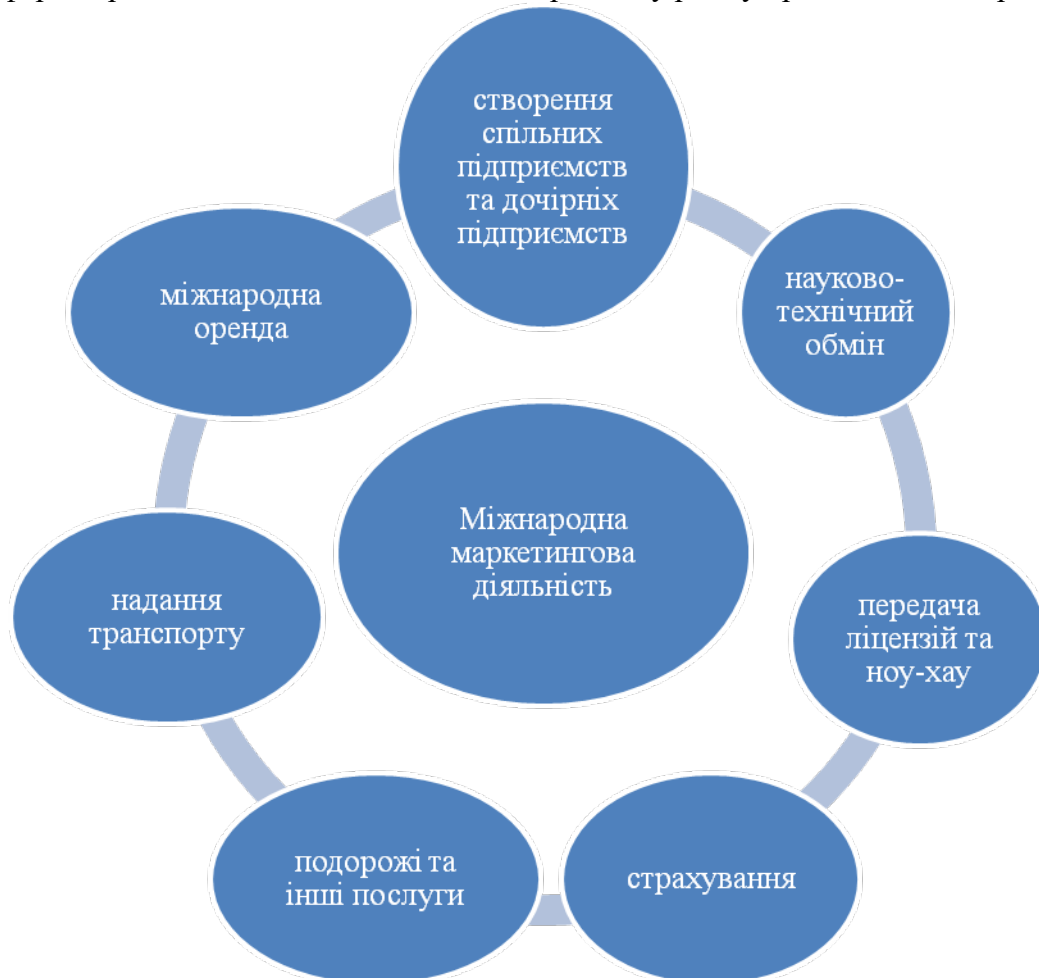 створення
спільних
підприємств
та дочірніх
підприємств
науково-
технічний
обмін
передача
ліцензій та
ноу-хау
страхування
подорожі та
інші послуги
надання
транспорту
міжнародна
оренда
Міжнародна
маркетингова
діяльність